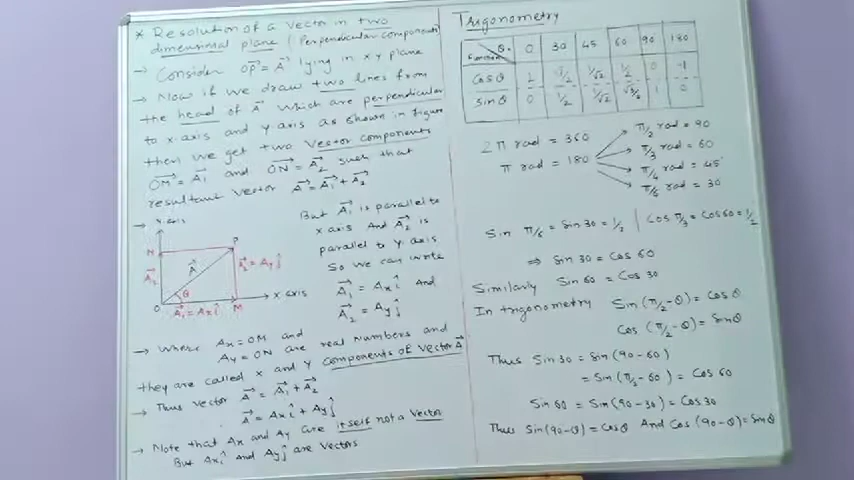 * Resolution of a vector in two
dimensional plane (Perpendicular components)
→ Consider OP = A lying in xy plane
→ Now if we draw two lines from
the head of A which are perpendicular
to x-axis and y-axis as shown in figure
then we get two vector components
OM = A₁ and ON = A₂ such that
resultant vector A = A₁ + A₂
→ Y axis
N
P
A₂
A
A₂ = Ay ĵ
θ
O
A₁ = Ax î
M
X axis
But A₁ is parallel to
x axis and A₂ is
parallel to y axis
So we can write
A₁ = Ax î and
A₂ = Ay ĵ
→ Where Ax = OM and
Ay = ON are real numbers and
they are called x and y components of vector A
→ Thus vector A = A₁ + A₂
A = Ax î + Ay ĵ
→ Note that Ax and Ay are itself not a vector
But Ax î and Ay ĵ are vectors
Trigonometry
θ° 0 30 45 60 90 180
Cosθ 1 √3/2 1/√2 1/2 0 -1
Sinθ 0 1/2 1/√2 √3/2 1 0
2π rad = 360
π rad = 180
π/2 rad = 90
π/3 rad = 60
π/4 rad = 45
π/6 rad = 30
Sin π/6 = Sin 30 = 1/2 | Cos π/3 = Cos 60 = 1/2
⇒ Sin 30 = Cos 60
Similarly Sin 60 = Cos 30
In trigonometry Sin(π/2 - θ) = Cosθ
Cos(π/2 - θ) = Sinθ
Thus Sin 30 = Sin(90-60)
= Sin(π/2 - 60) = Cos 60
Sin 60 = Sin(90-30) = Cos 30
Thus Sin(90-θ) = Cosθ And Cos(90-θ) = Sinθ